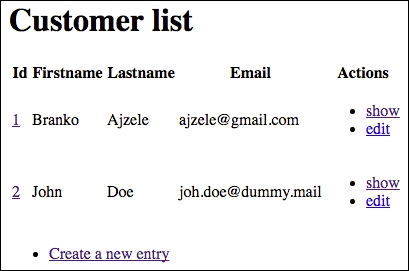 Customer list
Id Firstname Lastname Email Actions
1 Branko Ajzele ajzele@gmail.com
show
edit
2 John Doe joh.doe@dummy.mail
show
edit
Create a new entry